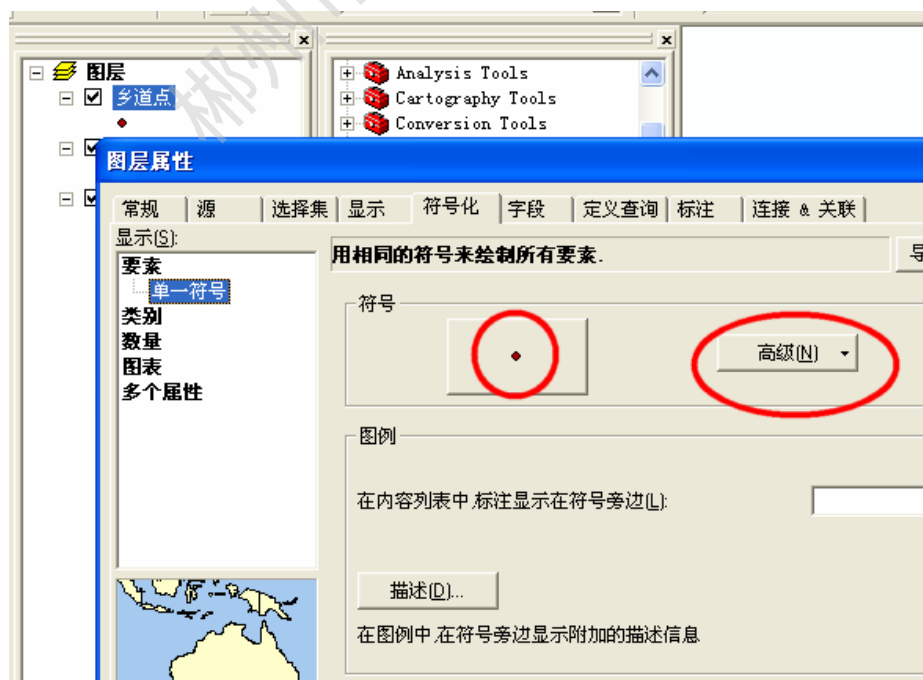 图层
乡道点
Analysis Tools
Cartography Tools
Conversion Tools
图层属性
常规 源 选择集 显示 符号化 字段 定义查询 标注 连接 & 关联
显示(S):
要素
单一符号
类别
数量
图表
多个属性
用相同的符号来绘制所有要素.
导
符号
高级(N)
图例
在内容列表中,标注显示在符号旁边(L):
描述(D)...
在图例中,在符号旁边显示附加的描述信息
郴州